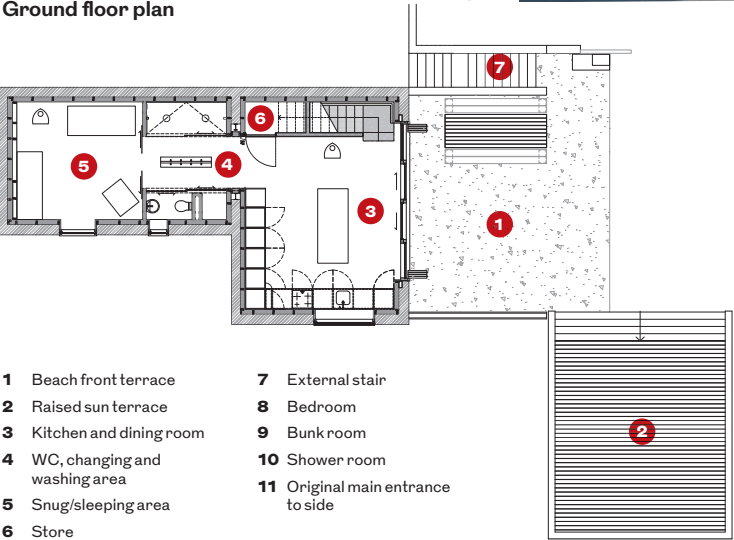 Ground floor plan
7
6
5
4
3
1
2
1 Beach front terrace
2 Raised sun terrace
3 Kitchen and dining room
4 WC, changing and
washing area
5 Snug/sleeping area
6 Store
7 External stair
8 Bedroom
9 Bunk room
10 Shower room
11 Original main entrance
to side